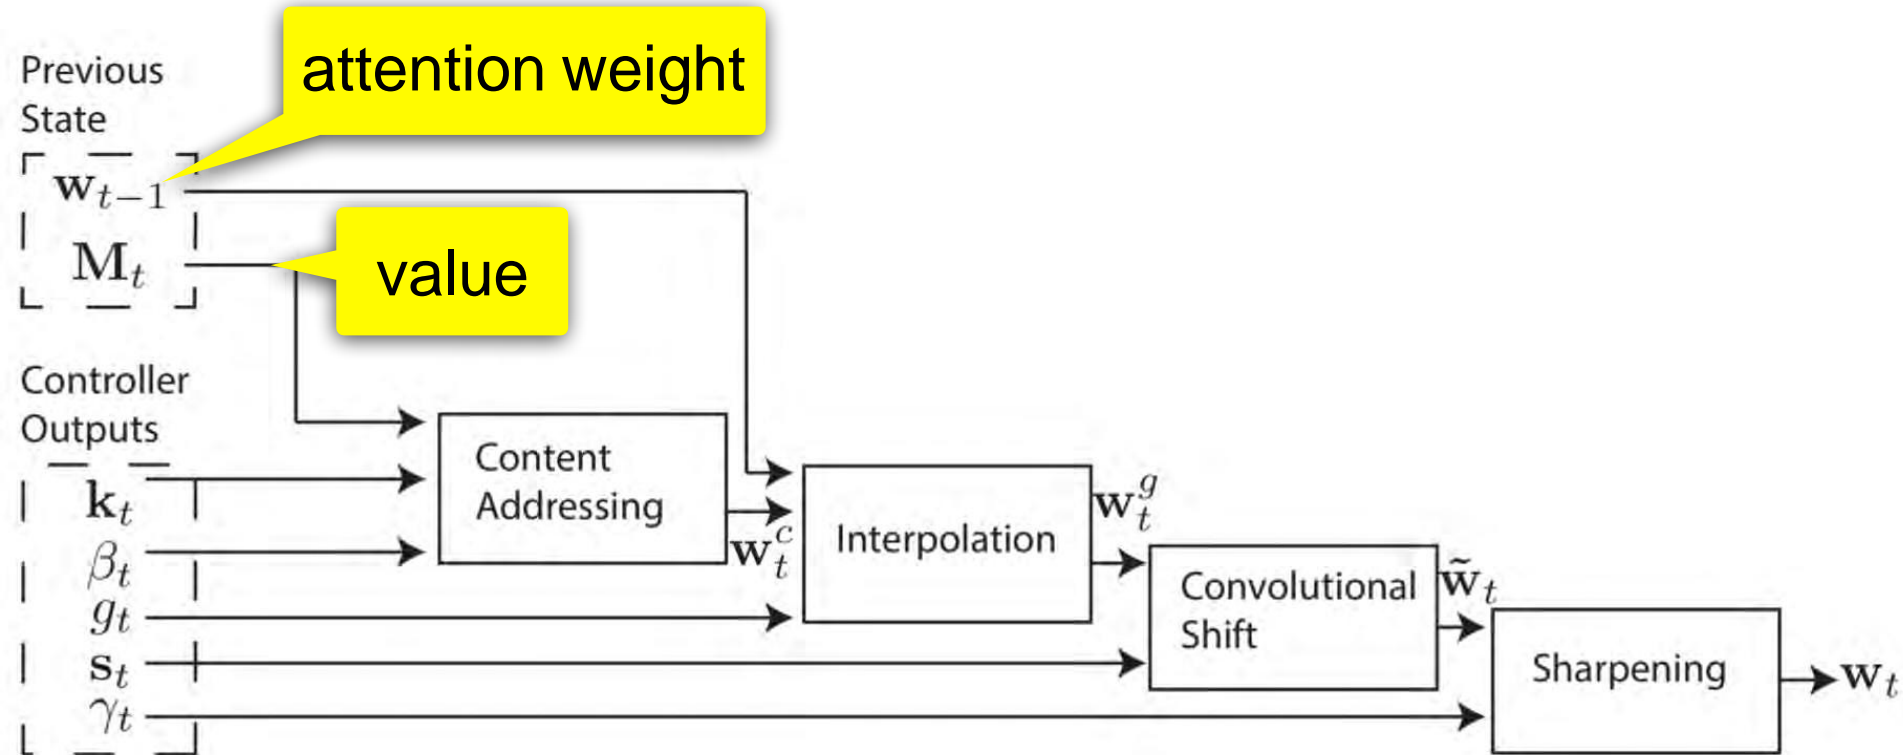 attention weight
Previous
State
w_{t−1}
M_t
value
Controller
Outputs
k_t
β_t
g_t
s_t
γ_t
Content
Addressing
w_t^c
Interpolation
w_t^g
Convolutional
Shift
w̃_t
Sharpening
w_t